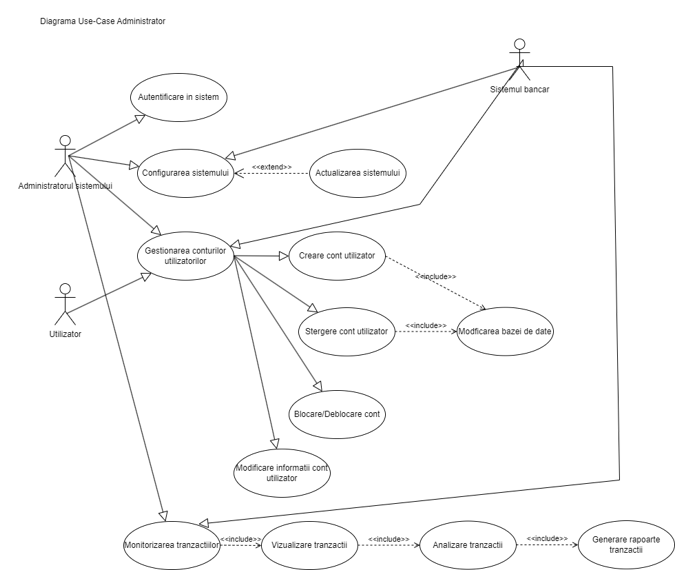 Diagrama Use-Case Administrator
Sistemul bancar
Autentificare in sistem
Administratorul sistemului
Configurarea sistemului
<<extend>>
Actualizarea sistemului
Gestionarea conturilor
utilizatorilor
Creare cont utilizator
<<include>>
Utilizator
Stergere cont utilizator
<<include>>
Modificarea bazei de date
Blocare/Deblocare cont
Modificare informatii cont
utilizator
Monitorizarea tranzactiilor
<<include>>
Vizualizare tranzactii
<<include>>
Analizare tranzactii
<<include>>
Generare rapoarte
tranzactii